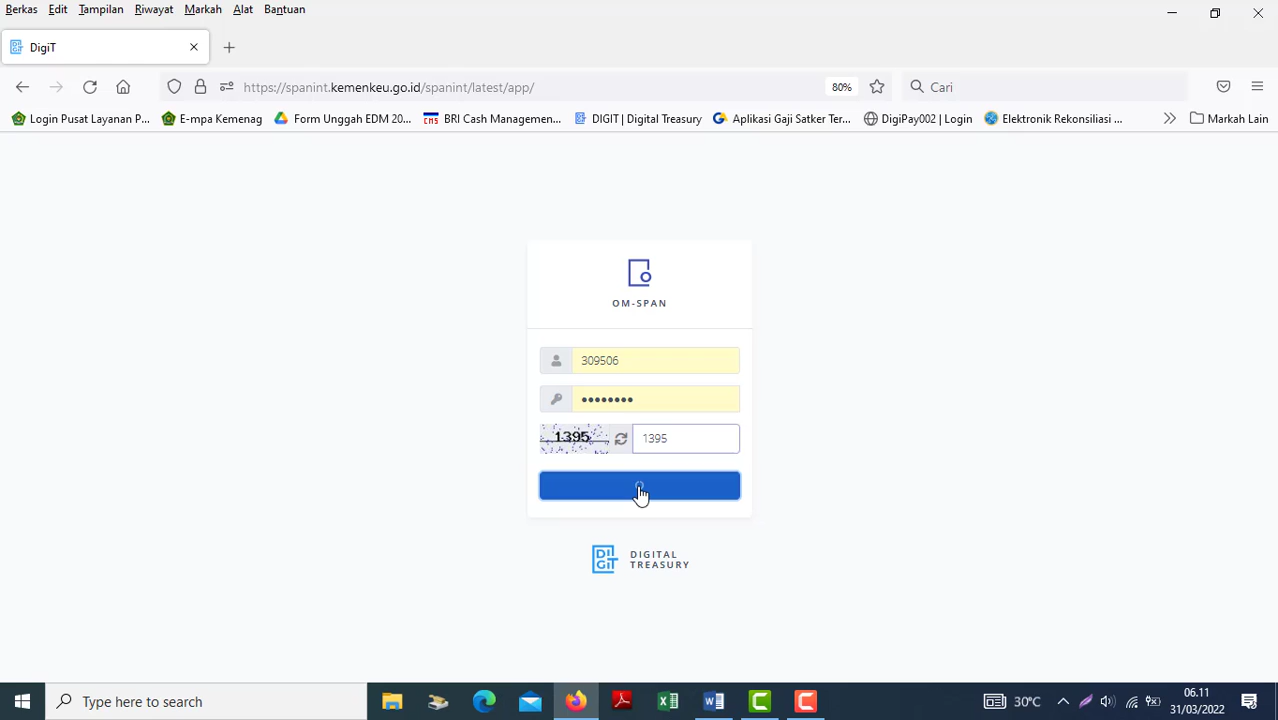 Berkas Edit Tampilan Riwayat Markah Alat Bantuan
DigiT
https://spanint.kemenkeu.go.id/spanint/latest/app/ 80% Cari
Login Pusat Layanan P... E-mpa Kemenag Form Unggah EDM 20... CMS BRI Cash Managemen... DIGIT | Digital Treasury Aplikasi Gaji Satker Ter... DigiPay002 | Login Elektronik Rekonsiliasi ... Markah Lain
OM-SPAN
309506
••••••••
1395 1395
DIGIT DIGITAL
TREASURY
Type here to search 30°C 06.11
31/03/2022